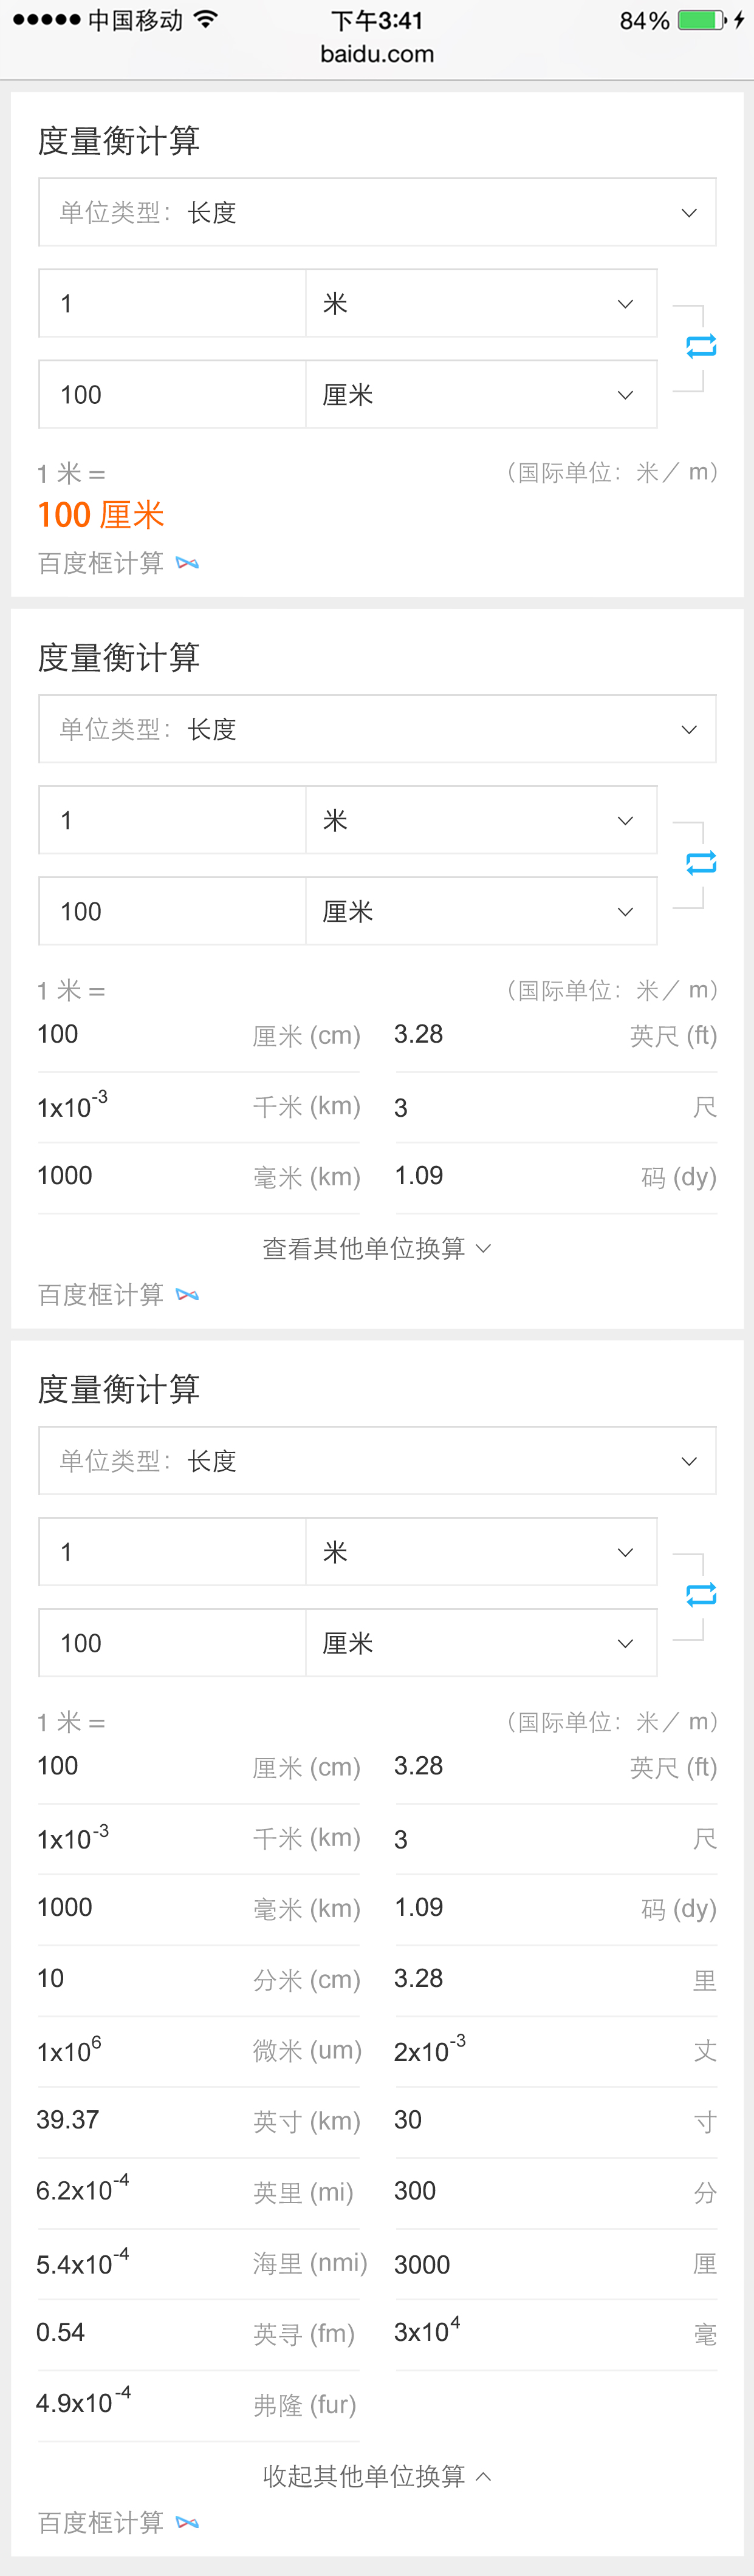 中国移动 下午3:41 84%
baidu.com
度量衡计算
单位类型：长度
1 米
100 厘米
1 米 = （国际单位：米／ m）
100 厘米
百度框计算
度量衡计算
单位类型：长度
1 米
100 厘米
1 米 = （国际单位：米／ m）
100 厘米 (cm) 3.28 英尺 (ft)
1x10⁻³ 千米 (km) 3 尺
1000 毫米 (km) 1.09 码 (dy)
查看其他单位换算
百度框计算
度量衡计算
单位类型：长度
1 米
100 厘米
1 米 = （国际单位：米／ m）
100 厘米 (cm) 3.28 英尺 (ft)
1x10⁻³ 千米 (km) 3 尺
1000 毫米 (km) 1.09 码 (dy)
10 分米 (cm) 3.28 里
1x10⁶ 微米 (um) 2x10⁻³ 丈
39.37 英寸 (km) 30 寸
6.2x10⁻⁴ 英里 (mi) 300 分
5.4x10⁻⁴ 海里 (nmi) 3000 厘
0.54 英寻 (fm) 3x10⁴ 毫
4.9x10⁻⁴ 弗隆 (fur)
收起其他单位换算
百度框计算